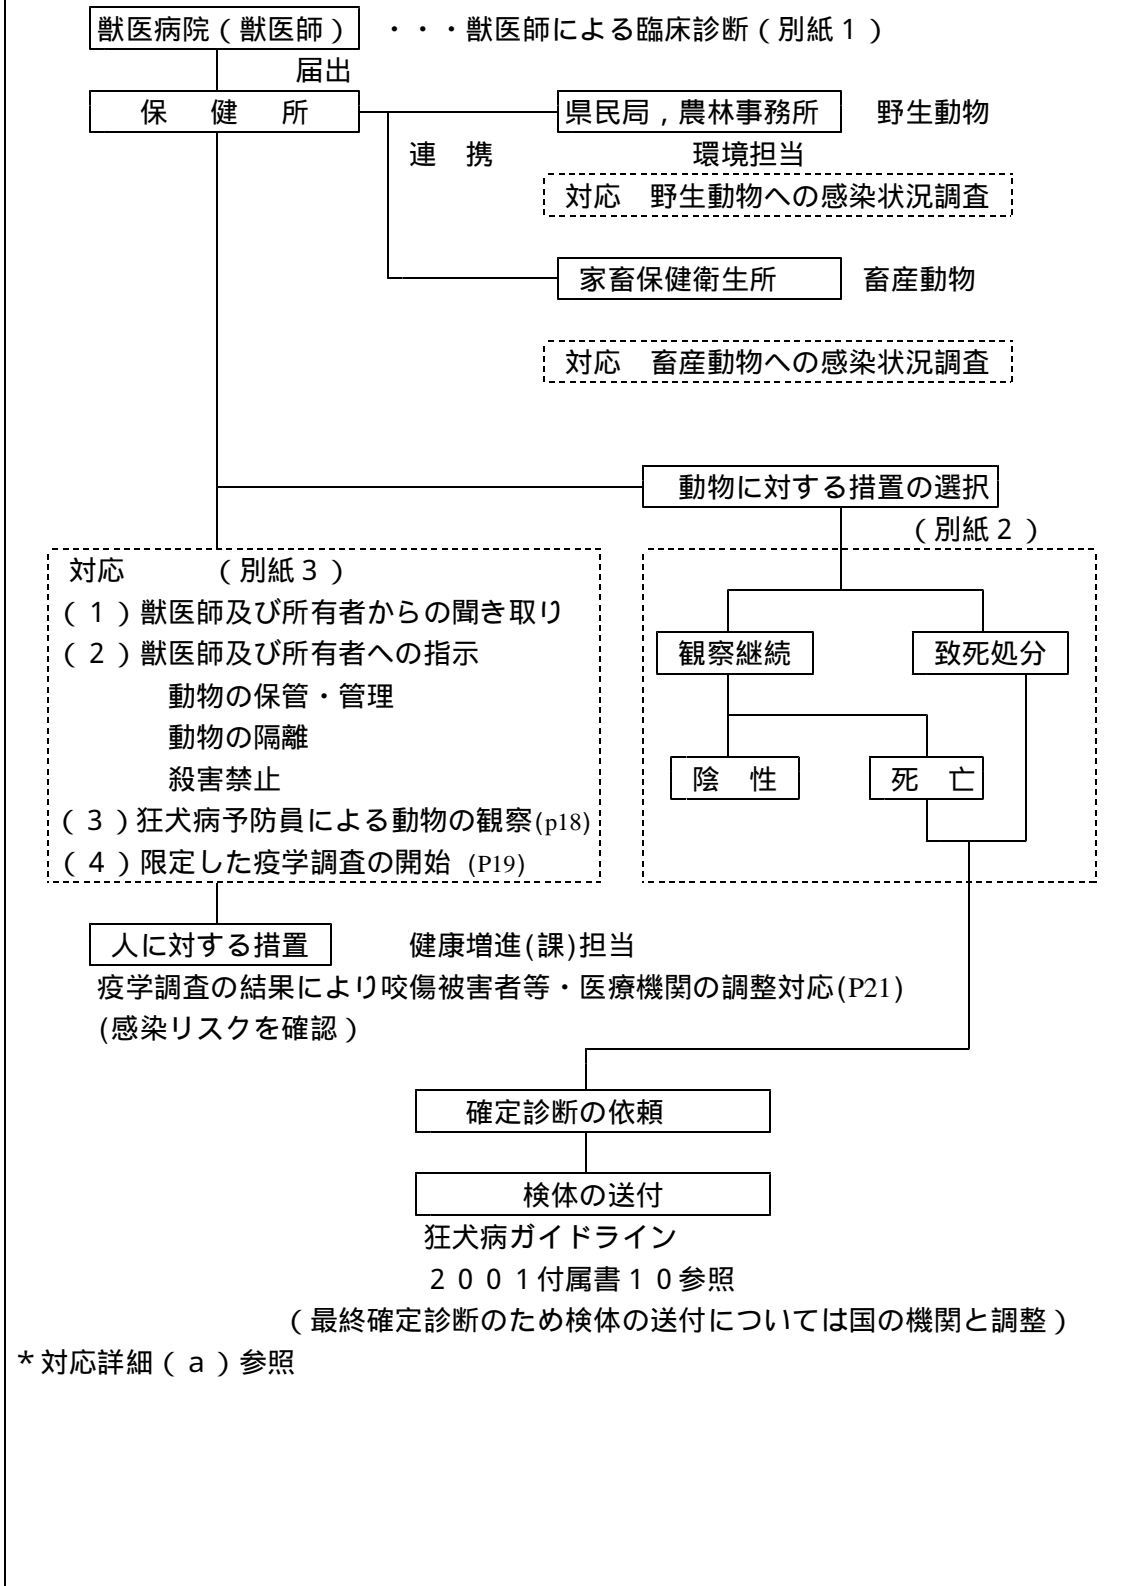 獣医病院（獣医師）　・・・獣医師による臨床診断（別紙１）
届出
保　健　所　県民局，農林事務所　野生動物
連　携　環境担当
対応　野生動物への感染状況調査
家畜保健衛生所　畜産動物
対応　畜産動物への感染状況調査
動物に対する措置の選択
（別紙２）
対応　（別紙３）
（１）獣医師及び所有者からの聞き取り
（２）獣医師及び所有者への指示
動物の保管・管理
動物の隔離
殺害禁止
（３）狂犬病予防員による動物の観察(p18)
（４）限定した疫学調査の開始 (P19)
観察継続　致死処分
陰　性　死　亡
人に対する措置　健康増進(課)担当
疫学調査の結果により咬傷被害者等・医療機関の調整対応(P21)
(感染リスクを確認）
確定診断の依頼
検体の送付
狂犬病ガイドライン
２００１付属書１０参照
（最終確定診断のため検体の送付については国の機関と調整）
*対応詳細（ａ）参照